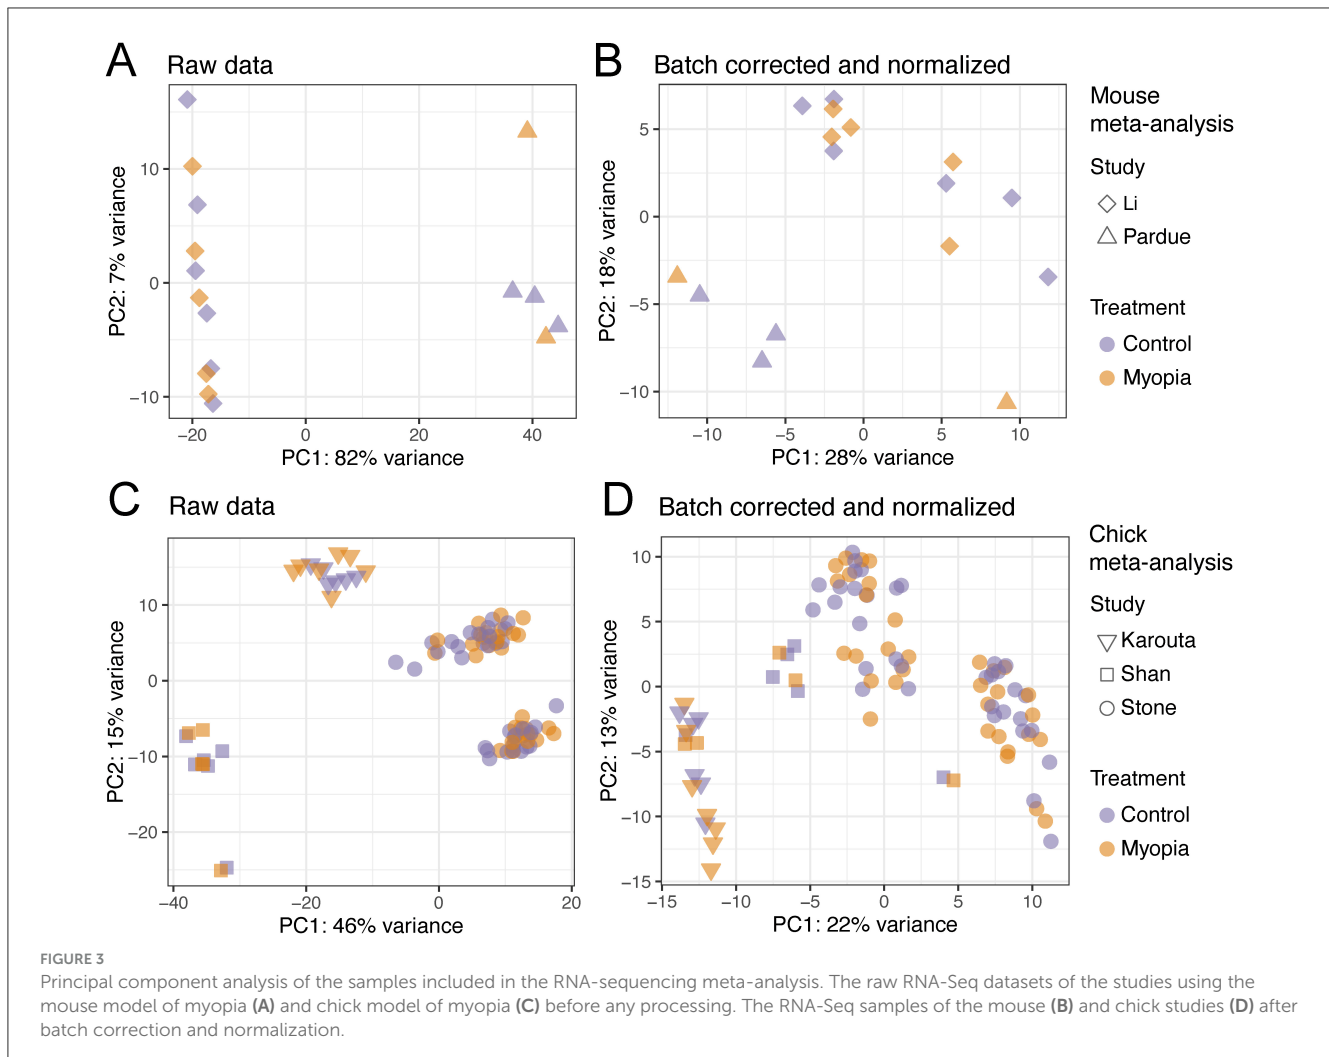 A
Raw data
PC2: 7% variance
10
0
−10
−20
0
20
40
PC1: 82% variance
B
Batch corrected and normalized
PC2: 18% variance
5
0
−5
−10
−10
−5
0
5
10
PC1: 28% variance
Mouse
meta-analysis
Study
Li
Pardue
Treatment
Control
Myopia
C
Raw data
PC2: 15% variance
10
0
−10
−20
−40
−20
0
20
PC1: 46% variance
D
Batch corrected and normalized
PC2: 13% variance
10
5
0
−5
−10
−15
−15
−10
−5
0
5
10
PC1: 22% variance
Chick
meta-analysis
Study
Karouta
Shan
Stone
Treatment
Control
Myopia
FIGURE 3
Principal component analysis of the samples included in the RNA-sequencing meta-analysis. The raw RNA-Seq datasets of the studies using the
mouse model of myopia (A) and chick model of myopia (C) before any processing. The RNA-Seq samples of the mouse (B) and chick studies (D) after
batch correction and normalization.